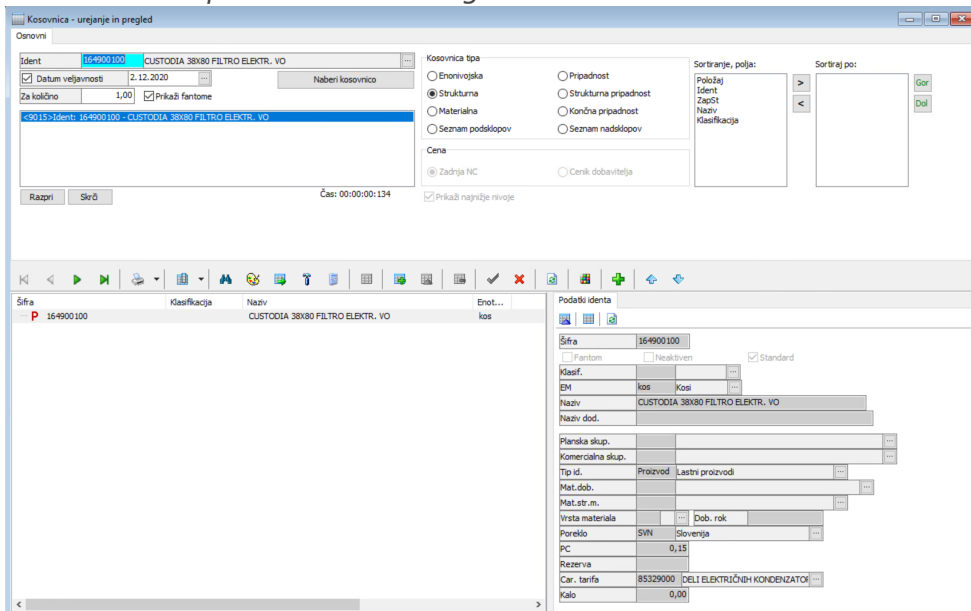 Kosovnica - urejanje in pregled
Osnovni
Ident 164900100 CUSTODIA 38X80 FILTRO ELEKTR. VO ...
Datum veljavnosti 2.12.2020 ... Naberi kosovnico
Za količino 1,00 Prikaži fantome
<9015>Ident: 164900100 - CUSTODIA 38X80 FILTRO ELEKTR. VO
Razpri Skrči Čas: 00:00:00:134
Kosovnica tipa
Enonivojska Pripadnost
Strukturna Strukturna pripadnost
Materialna Končna pripadnost
Seznam podsklopov Seznam nadsklopov
Cena
Zadnja NC Cenik dobavitelja
Prikaži najnižje nivoje
Sortiranje, polja: Sortiraj po:
Položaj
Ident
ZapSt
Naziv
Klasifikacija
> Gor
< Dol
Šifra Klasifikacija Naziv Enot...
P 164900100 CUSTODIA 38X80 FILTRO ELEKTR. VO kos
Podatki identa
Šifra 164900100
Fantom Neaktiven Standard
Klasif. ...
EM kos Kosi ...
Naziv CUSTODIA 38X80 FILTRO ELEKTR. VO
Naziv dod.
Planska skup. ...
Komercialna skup. ...
Tip id. Proizvod Lastni proizvodi ...
Mat.dob. ...
Mat.str.m. ...
Vrsta materiala ... Dob. rok
Poreklo SVN Slovenija ...
PC 0,15
Rezerva
Car. tarifa 85329000 DELI ELEKTRIČNIH KONDENZATOR ...
Kalo 0,00